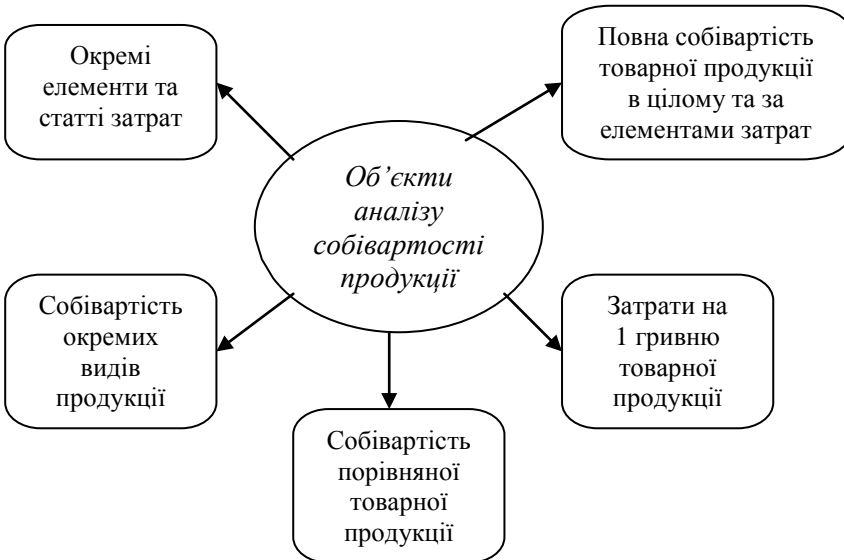 Окремі
елементи та
статті затрат
Повна собівартість
товарної продукції
в цілому та за
елементами затрат
Об’єкти
аналізу
собівартості
продукції
Собівартість
окремих
видів
продукції
Затрати на
1 гривню
товарної
продукції
Собівартість
порівняної
товарної
продукції